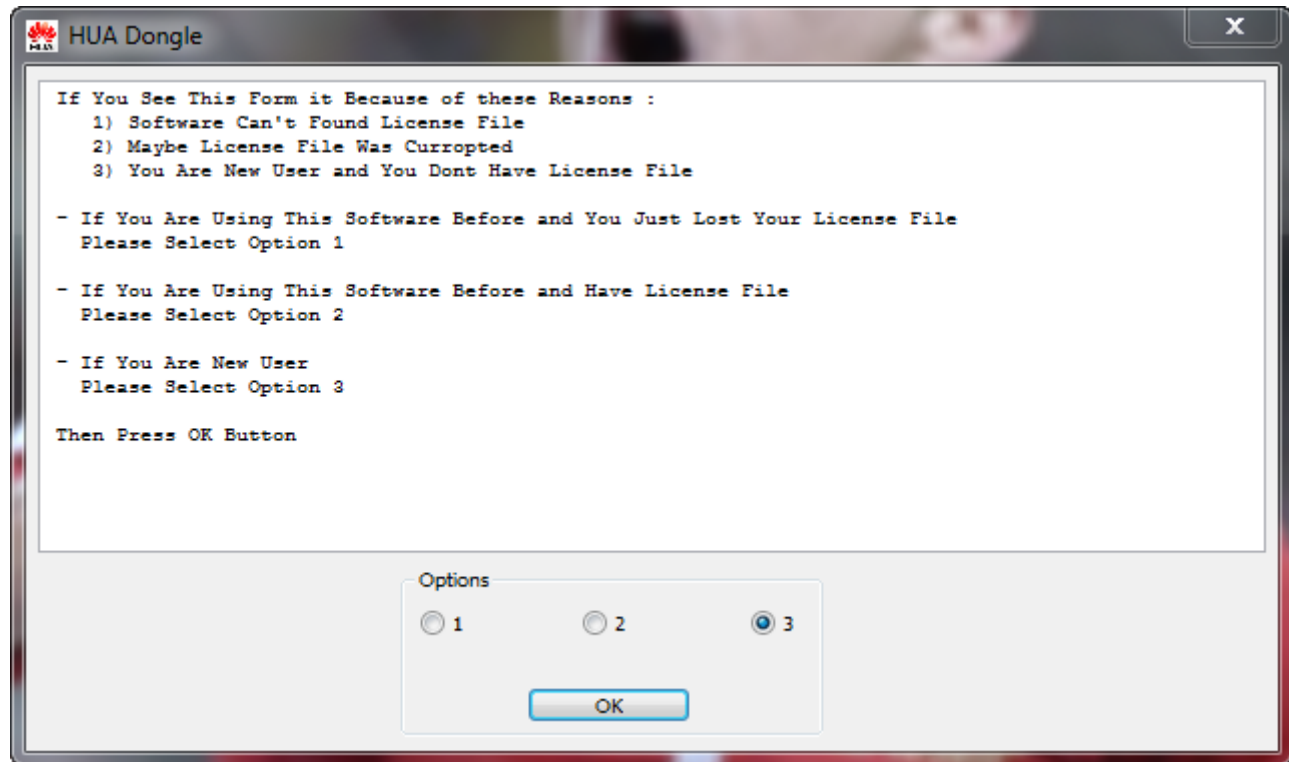 HUA Dongle
X
If You See This Form it Because of these Reasons :
1) Software Can't Found License File
2) Maybe License File Was Curropted
3) You Are New User and You Dont Have License File
- If You Are Using This Software Before and You Just Lost Your License File
Please Select Option 1
- If You Are Using This Software Before and Have License File
Please Select Option 2
- If You Are New User
Please Select Option 3
Then Press OK Button
Options
1 2 3
OK